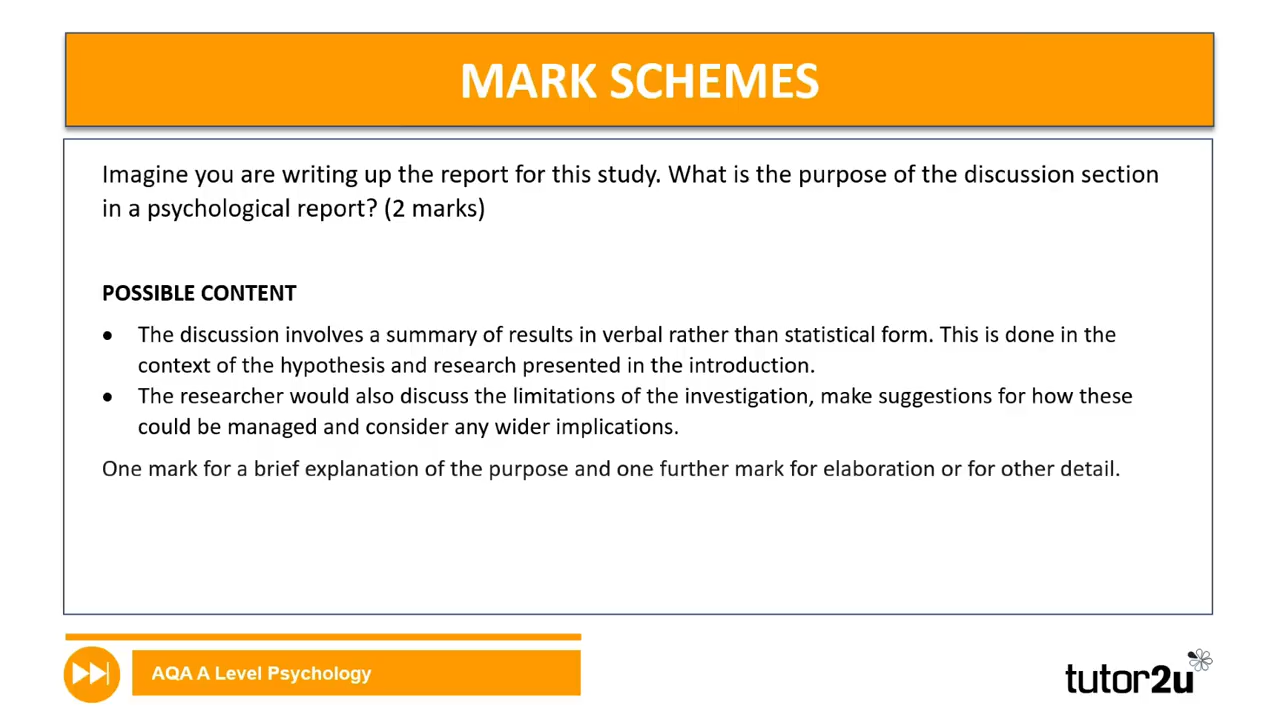 MARK SCHEMES
Imagine you are writing up the report for this study. What is the purpose of the discussion section
in a psychological report? (2 marks)
POSSIBLE CONTENT
• The discussion involves a summary of results in verbal rather than statistical form. This is done in the
context of the hypothesis and research presented in the introduction.
• The researcher would also discuss the limitations of the investigation, make suggestions for how these
could be managed and consider any wider implications.
One mark for a brief explanation of the purpose and one further mark for elaboration or for other detail.
AQA A Level Psychology
tutor2u